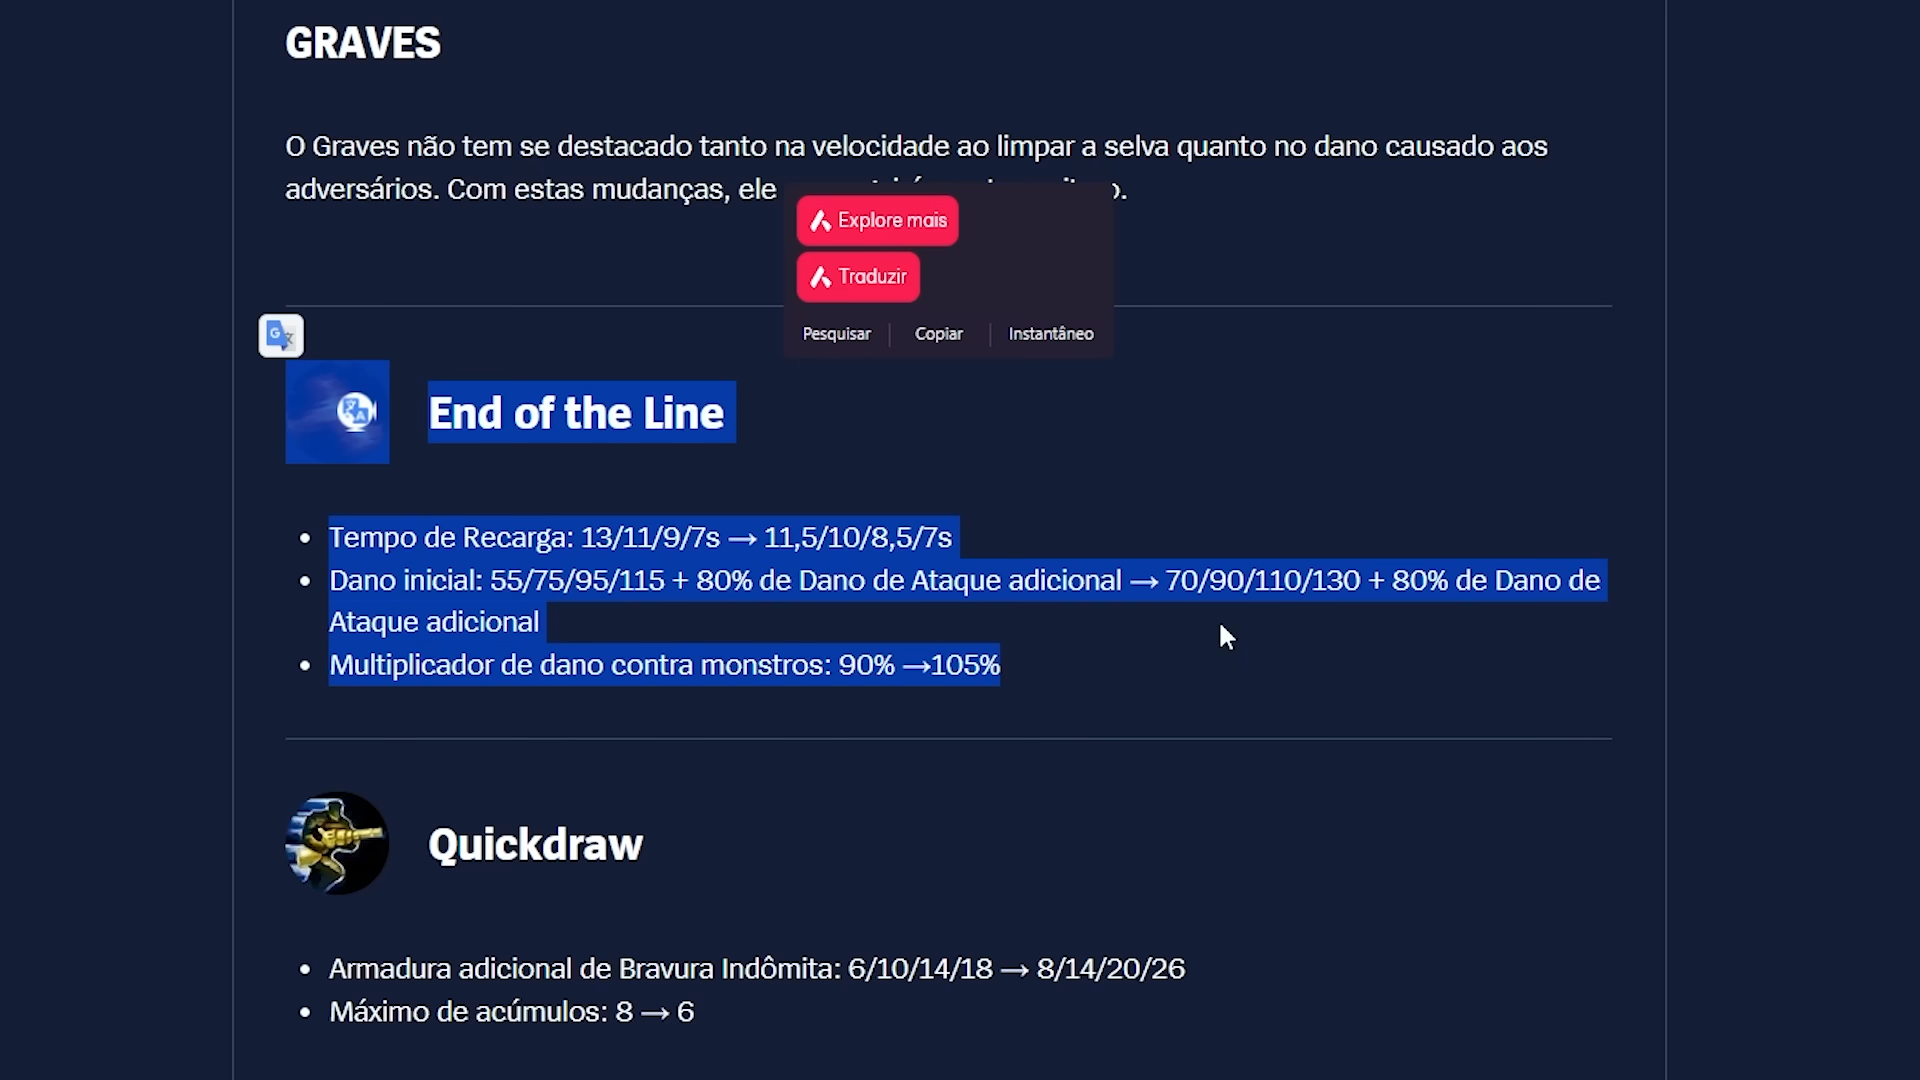 GRAVES
O Graves não tem se destacado tanto na velocidade ao limpar a selva quanto no dano causado aos
adversários. Com estas mudanças, ele
Explore mais
Traduzir
Pesquisar
Copiar
Instantâneo
End of the Line
• Tempo de Recarga: 13/11/9/7s → 11,5/10/8,5/7s
• Dano inicial: 55/75/95/115 + 80% de Dano de Ataque adicional → 70/90/110/130 + 80% de Dano de
Ataque adicional
• Multiplicador de dano contra monstros: 90% →105%
Quickdraw
• Armadura adicional de Bravura Indômita: 6/10/14/18 → 8/14/20/26
• Máximo de acúmulos: 8 → 6